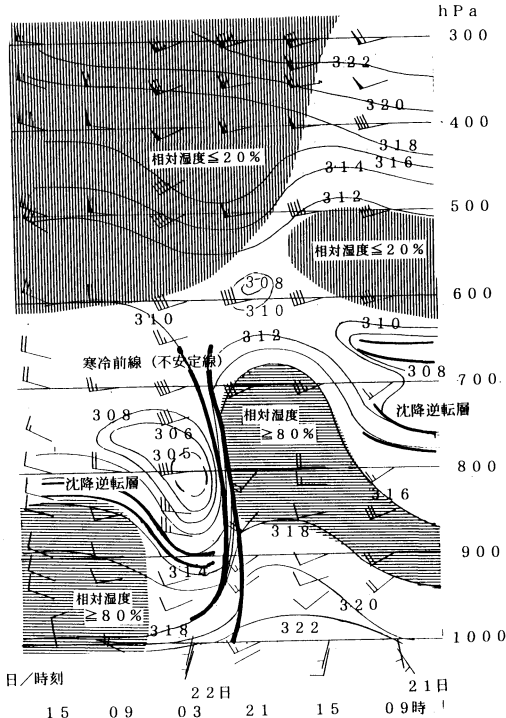 hPa
300
322
320
400
318
相対湿度≦20%
314 316
312
500
相対湿度≦20%
308
600
310 310
310
312
寒冷前線（不安定線）
308
700
308
相対湿度
≧80%
沈降逆転層
306
305
800
沈降逆転層
316
318
900
314
相対湿度
≧80%
320
318
322
1000
日／時刻
22日 21日
15 09 03 21 15 09時